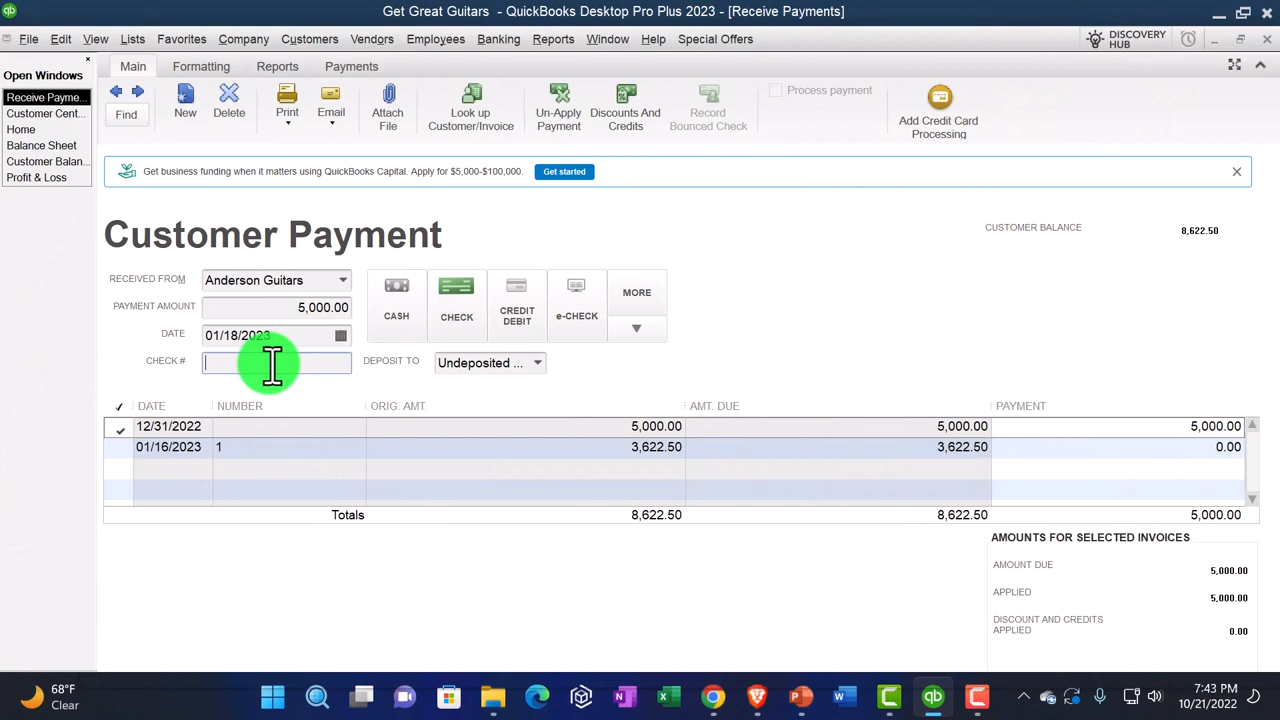 Get Great Guitars - QuickBooks Desktop Pro Plus 2023 - [Receive Payments]
File Edit View Lists Favorites Company Customers Vendors Employees Banking Reports Window Help Special Offers
DISCOVERY
HUB
Open Windows
Receive Payme...
Customer Cent...
Home
Balance Sheet
Customer Balan...
Profit & Loss
Main Formatting Reports Payments
Find
New
Delete
Print
Email
Attach
File
Look up
Customer/Invoice
Un-Apply
Payment
Discounts And
Credits
Record
Bounced Check
Process payment
Add Credit Card
Processing
Get business funding when it matters using QuickBooks Capital. Apply for $5,000-$100,000. Get started
Customer Payment
CUSTOMER BALANCE 8,622.50
RECEIVED FROM Anderson Guitars
PAYMENT AMOUNT 5,000.00
DATE 01/18/2023
CHECK #
CASH
CHECK
CREDIT
DEBIT
e-CHECK
MORE
DEPOSIT TO Undeposited ...
DATE NUMBER ORIG. AMT. AMT. DUE PAYMENT
12/31/2022 5,000.00 5,000.00 5,000.00
01/16/2023 1 3,622.50 3,622.50 0.00
Totals 8,622.50 8,622.50 5,000.00
AMOUNTS FOR SELECTED INVOICES
AMOUNT DUE 5,000.00
APPLIED 5,000.00
DISCOUNT AND CREDITS
APPLIED 0.00
68°F
Clear
7:43 PM
10/21/2022